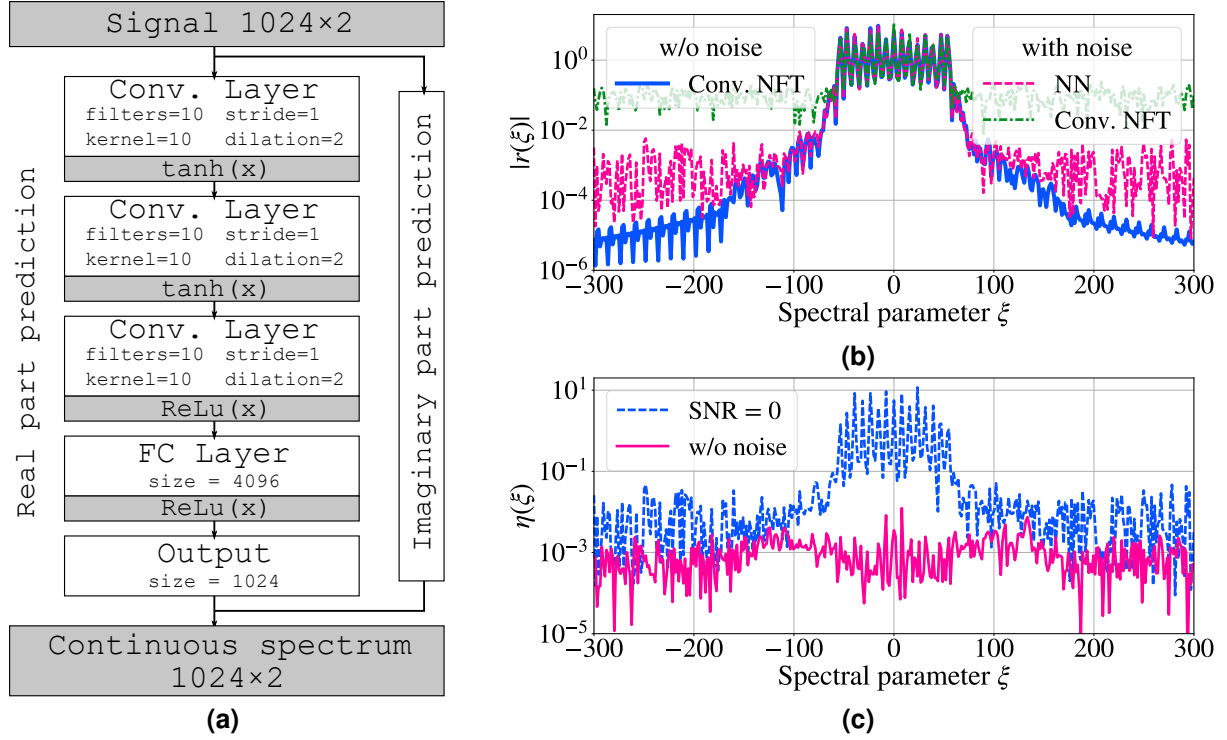 Signal 1024×2
Conv. Layer
filters=10 stride=1
kernel=10 dilation=2
tanh(x)
Conv. Layer
filters=10 stride=1
kernel=10 dilation=2
tanh(x)
Conv. Layer
filters=10 stride=1
kernel=10 dilation=2
ReLu(x)
FC Layer
size = 4096
ReLu(x)
Output
size = 1024
Continuous spectrum
1024×2
Real part prediction
Imaginary part prediction
(a)
|r(ξ)|
10⁰
10⁻²
10⁻⁴
10⁻⁶
w/o noise
Conv. NFT
with noise
NN
Conv. NFT
−300 −200 −100 0 100 200 300
Spectral parameter ξ
(b)
η(ξ)
10¹
10⁻¹
10⁻³
10⁻⁵
SNR = 0
w/o noise
−300 −200 −100 0 100 200 300
Spectral parameter ξ
(c)